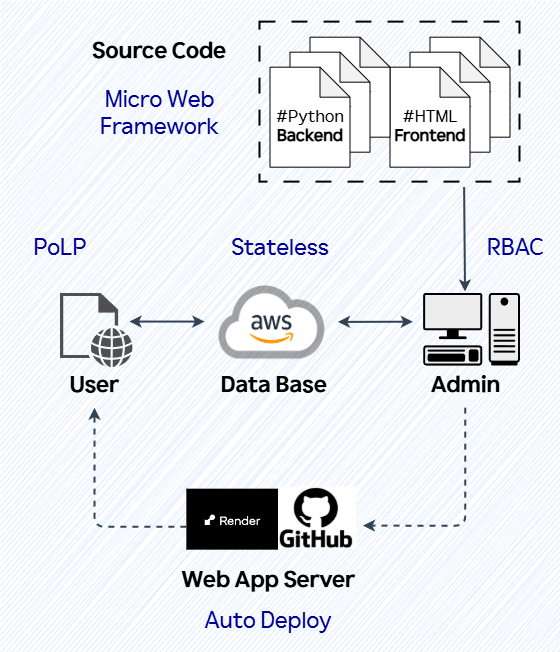 Source Code
Micro Web
Framework
#Python
Backend
#HTML
Frontend
PoLP
Stateless
RBAC
aws
User
Data Base
Admin
Render
GitHub
Web App Server
Auto Deploy